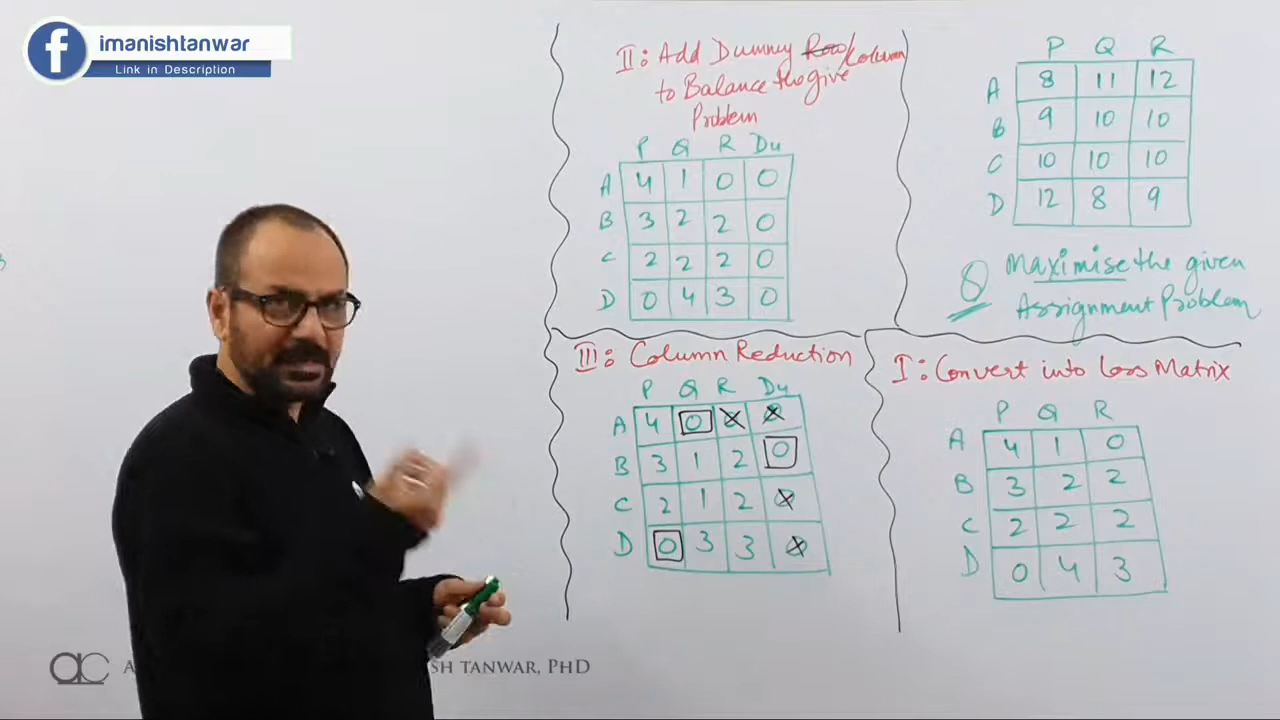 imanishtanwar
Link in Description
II: Add Dummy Row/Column
to Balance the give
Problem
P Q R Du
A 4 1 0 0
B 3 2 2 0
C 2 2 2 0
D 0 4 3 0
P Q R
A 8 11 12
B 9 10 10
C 10 10 10
D 12 8 9
Q Maximise the given
Assignment Problem
III: Column Reduction
P Q R Du
A 4 0 0 0
B 3 1 2 0
C 2 1 2 0
D 0 3 3 0
I: Convert into Loss Matrix
P Q R
A 4 1 0
B 3 2 2
C 2 2 2
D 0 4 3
SH TANWAR, PHD